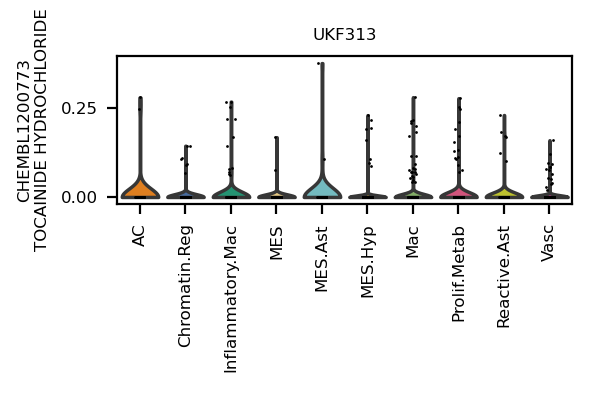 UKF313
CHEMBL1200773
TOCAINIDE HYDROCHLORIDE
0.25
0.00
AC
Chromatin.Reg
Inflammatory.Mac
MES
MES.Ast
MES.Hyp
Mac
Prolif.Metab
Reactive.Ast
Vasc